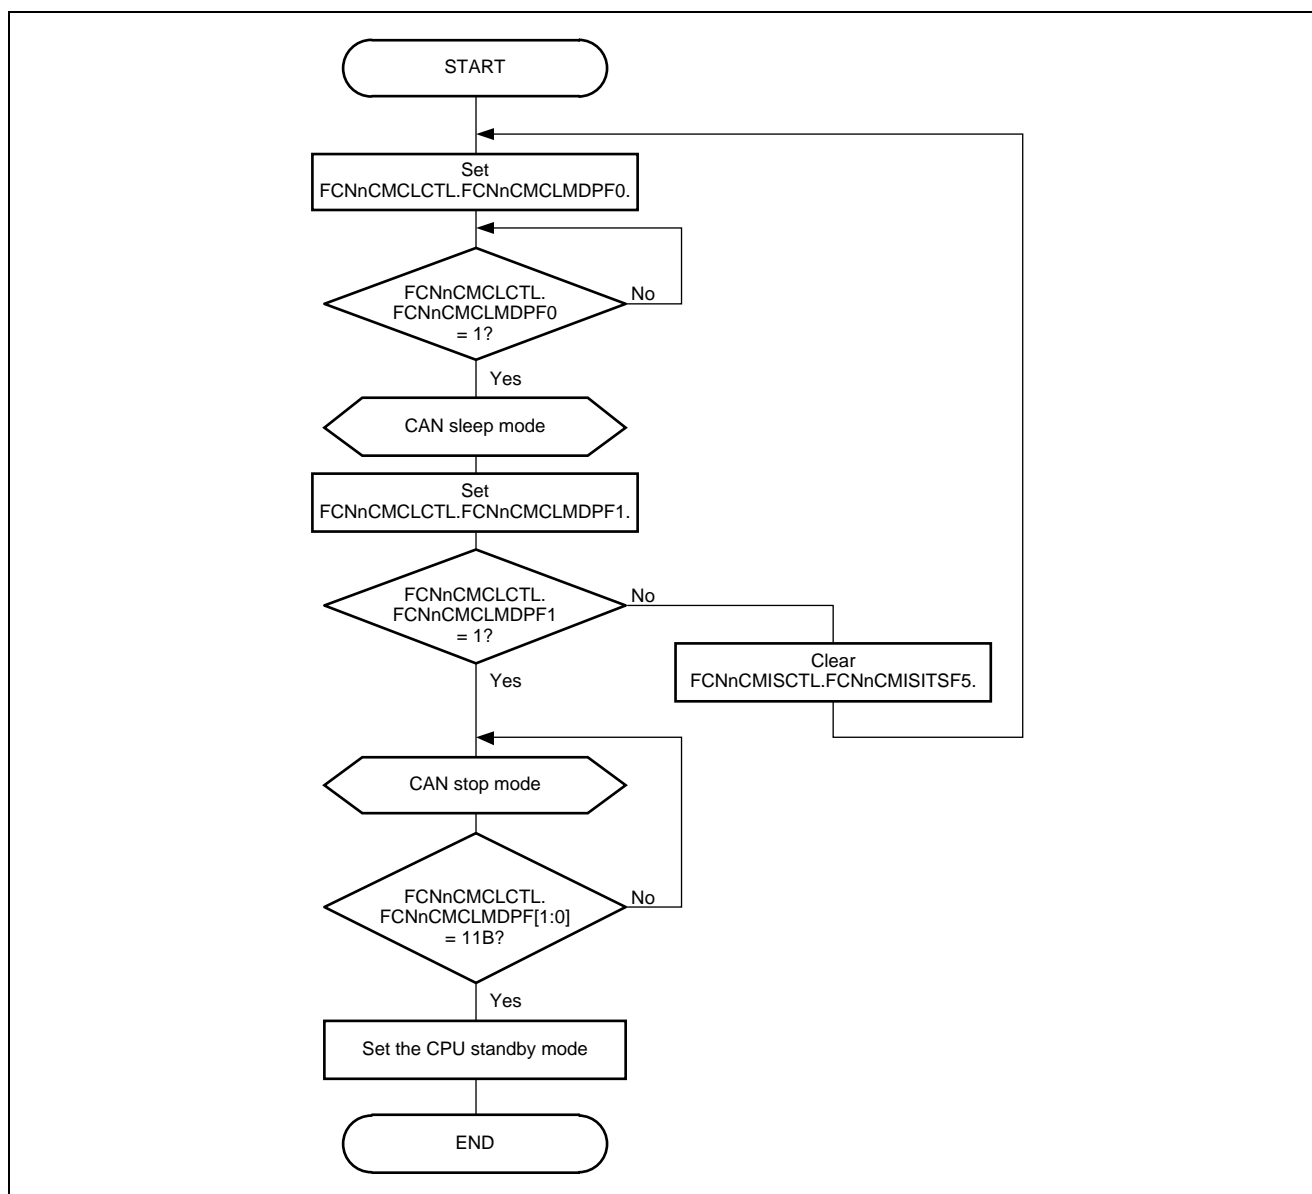 START
Set
FCNnCMCLCTL.FCNnCMCLMDPF0.
FCNnCMCLCTL.
FCNnCMCLMDPF0
= 1?
No
Yes
CAN sleep mode
Set
FCNnCMCLCTL.FCNnCMCLMDPF1.
FCNnCMCLCTL.
FCNnCMCLMDPF1
= 1?
No
Yes
Clear
FCNnCMISCTL.FCNnCMISITSF5.
CAN stop mode
FCNnCMCLCTL.
FCNnCMCLMDPF[1:0]
= 11B?
No
Yes
Set the CPU standby mode
END